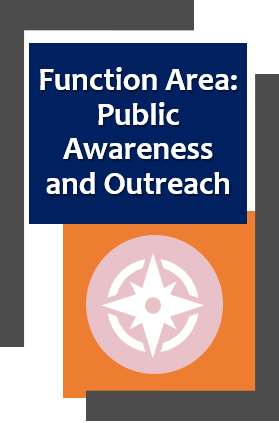 Function Area:
Public
Awareness
and Outreach